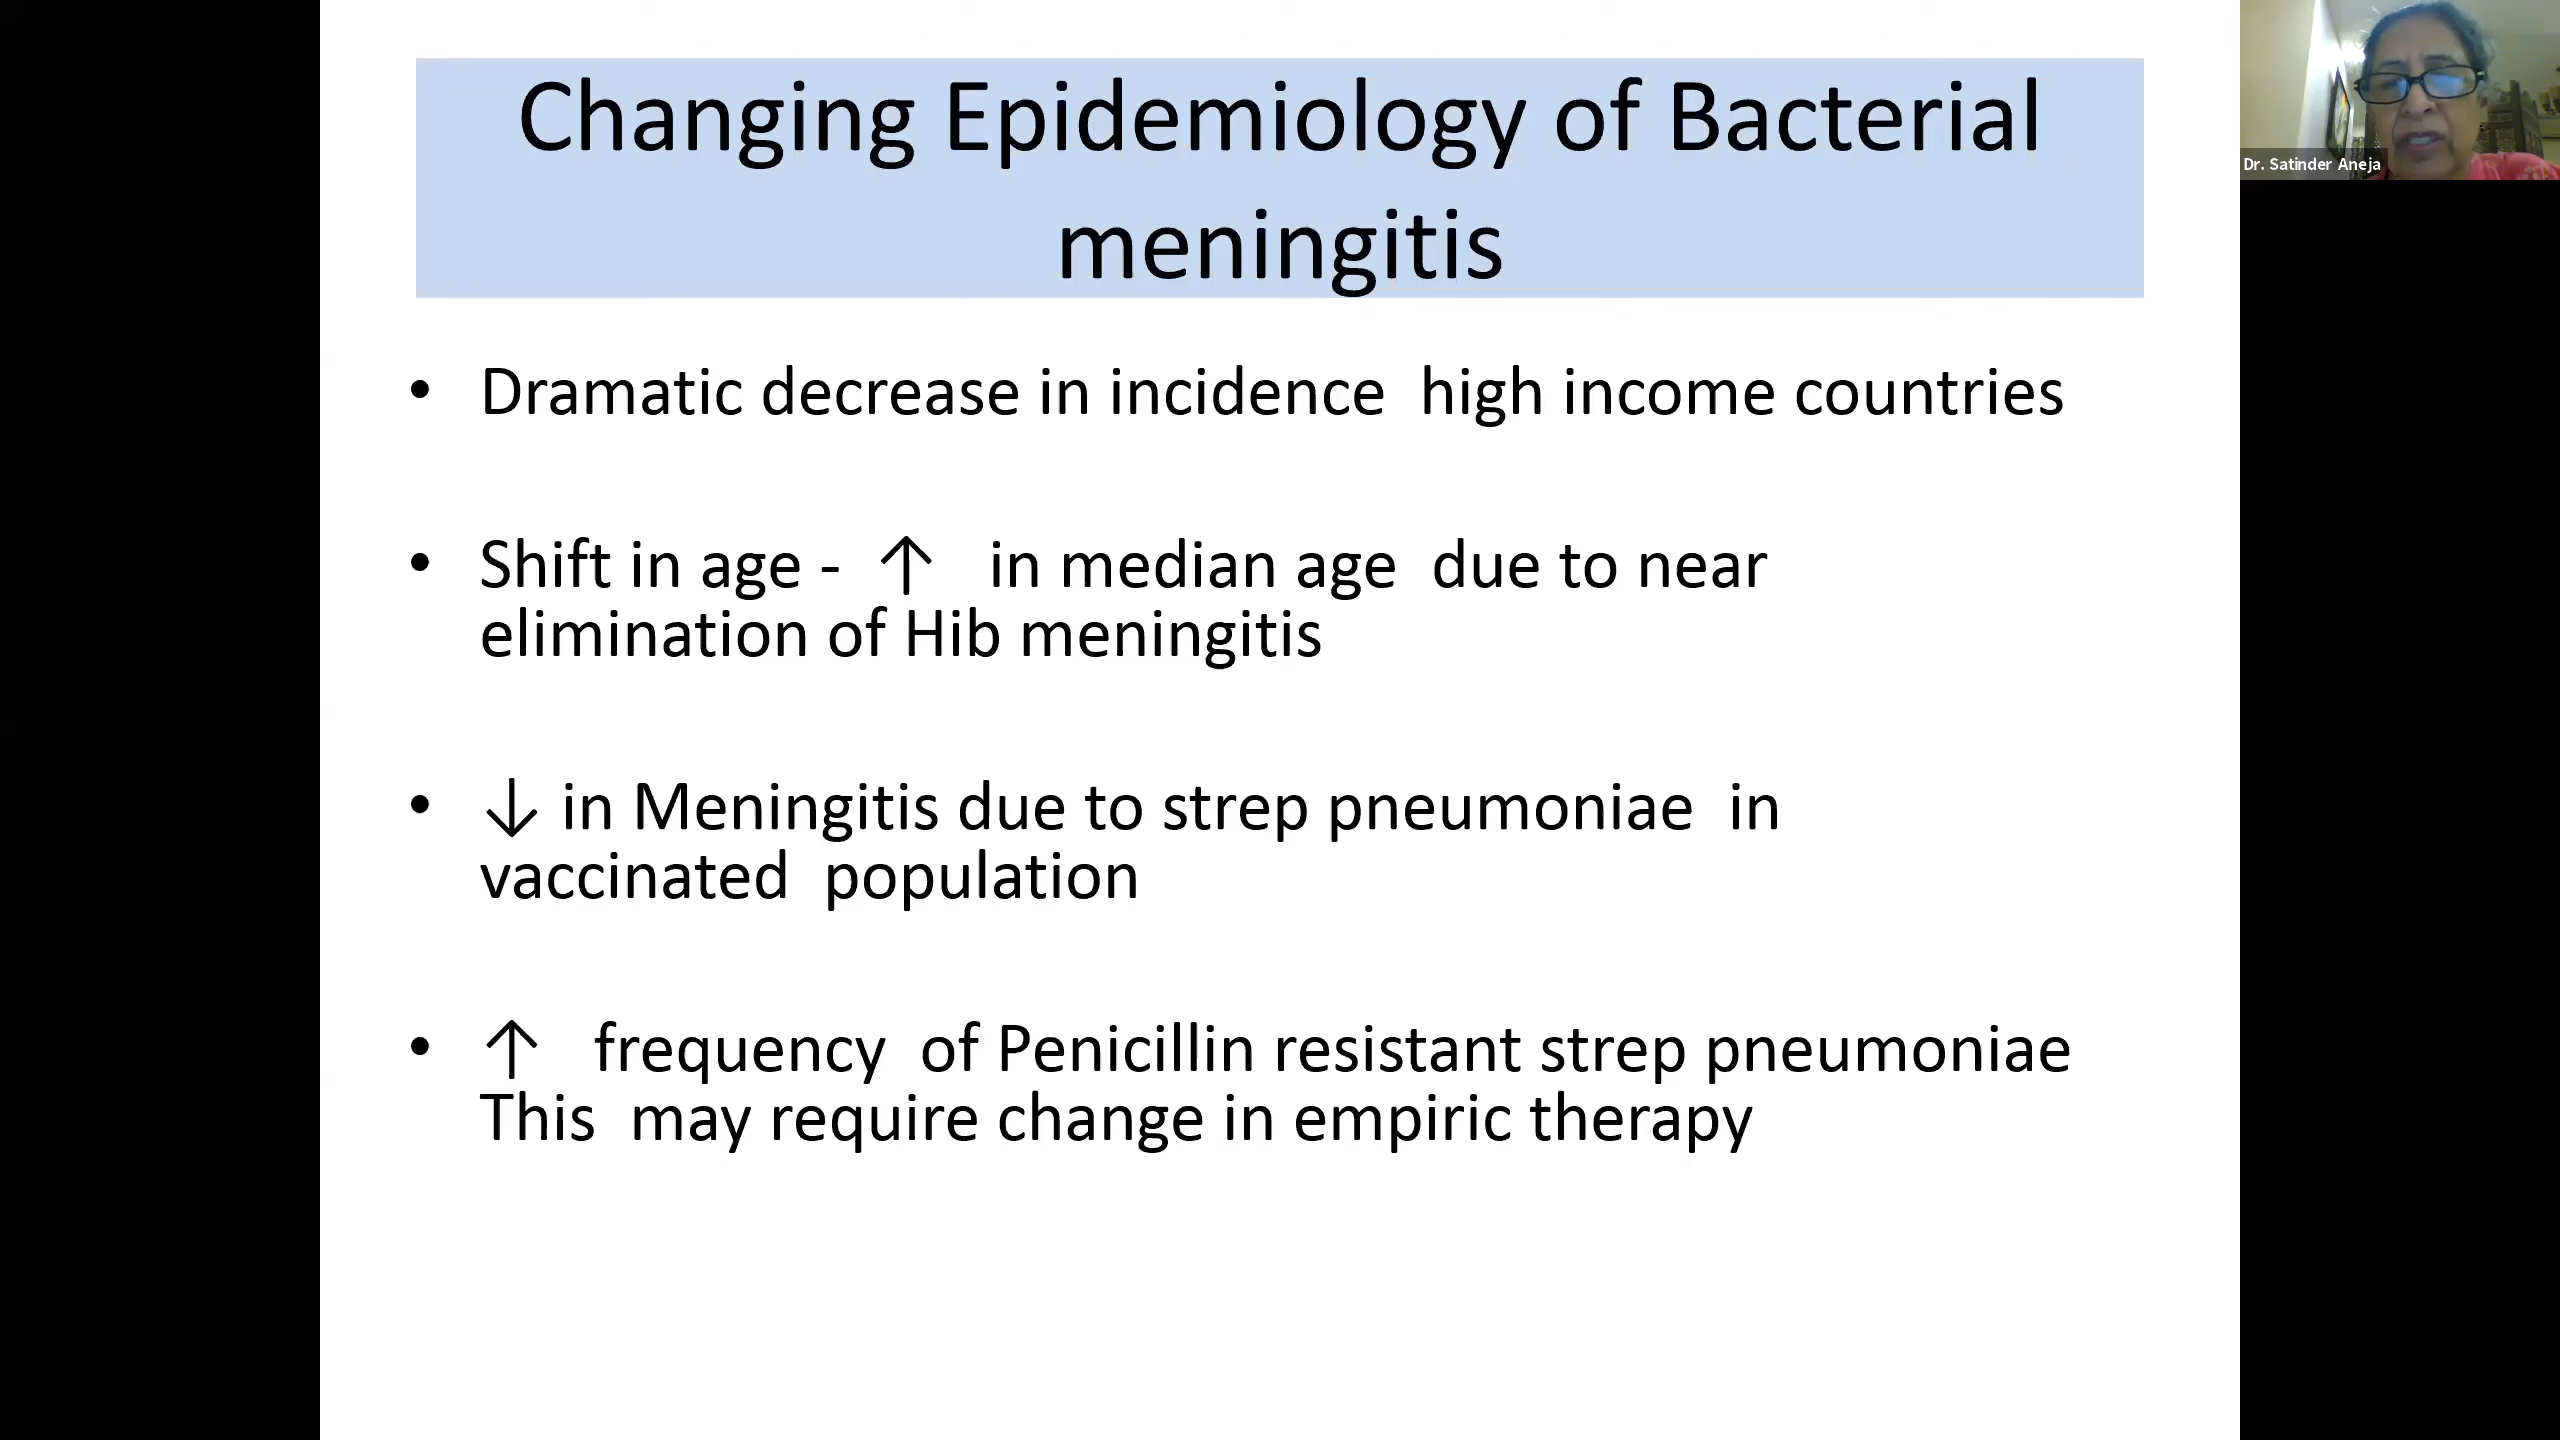 Changing Epidemiology of Bacterial
meningitis
Dr. Satinder Aneja
• Dramatic decrease in incidence  high income countries
• Shift in age -  ↑  in median age  due to near
elimination of Hib meningitis
• ↓ in Meningitis due to strep pneumoniae  in
vaccinated  population
• ↑  frequency  of Penicillin resistant strep pneumoniae
This  may require change in empiric therapy